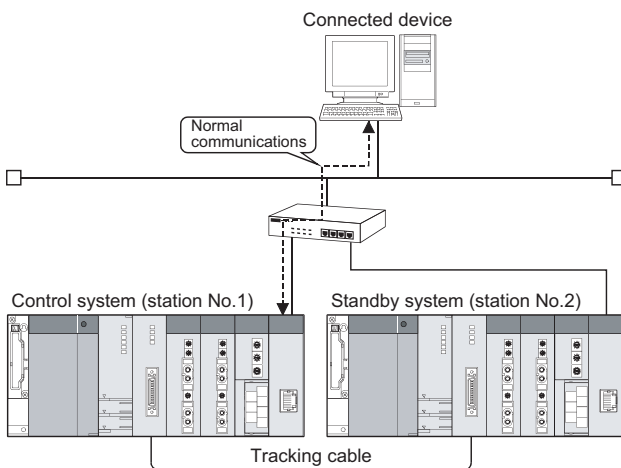 Connected device
Normal
communications
Control system (station No.1)
Standby system (station No.2)
Tracking cable